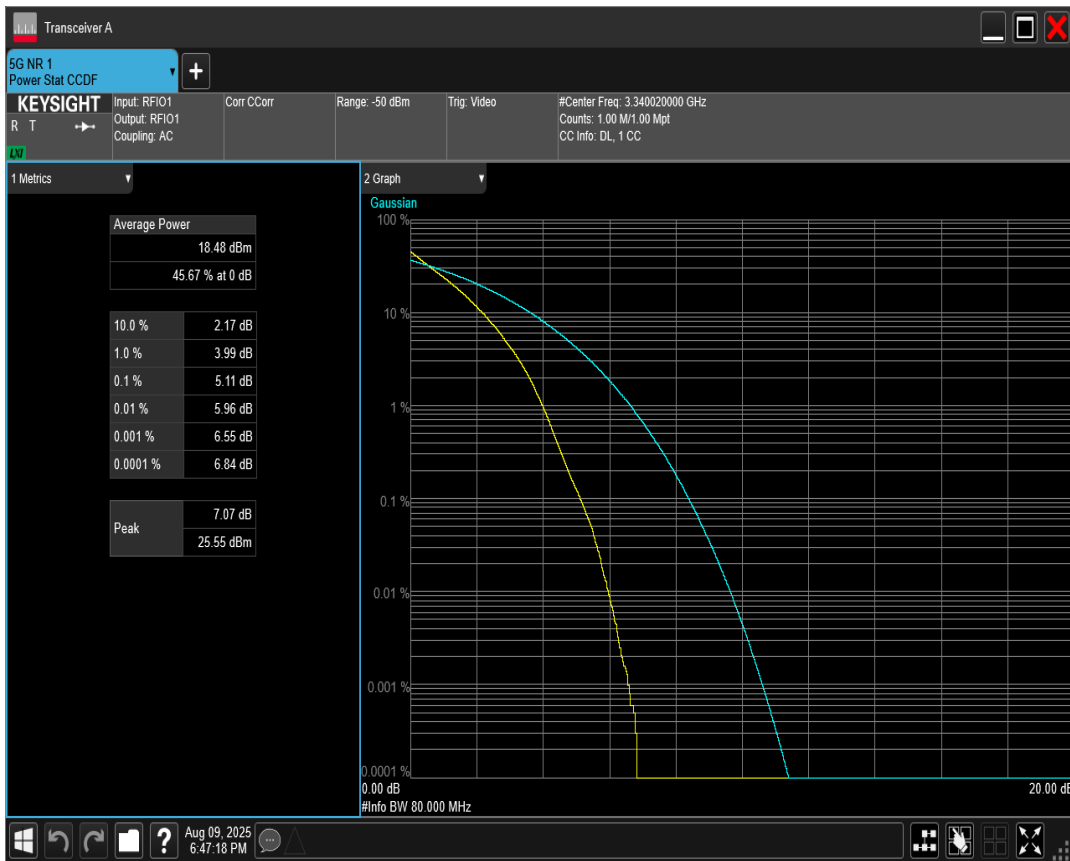 Transceiver A
5G NR 1
Power Stat CCDF
+
KEYSIGHT
R T
LXI
Input: RFIO1
Output: RFIO1
Coupling: AC
Corr CCorr
Range: -50 dBm
Trig: Video
#Center Freq: 3.340020000 GHz
Counts: 1.00 M/1.00 Mpt
CC Info: DL, 1 CC
1 Metrics
Average Power
18.48 dBm
45.67 % at 0 dB
10.0 % 2.17 dB
1.0 % 3.99 dB
0.1 % 5.11 dB
0.01 % 5.96 dB
0.001 % 6.55 dB
0.0001 % 6.84 dB
Peak
7.07 dB
25.55 dBm
2 Graph
Gaussian
100 %
10 %
1 %
0.1 %
0.01 %
0.001 %
0.0001 %
0.00 dB
20.00 dB
#Info BW 80.000 MHz
?
Aug 09, 2025
6:47:18 PM